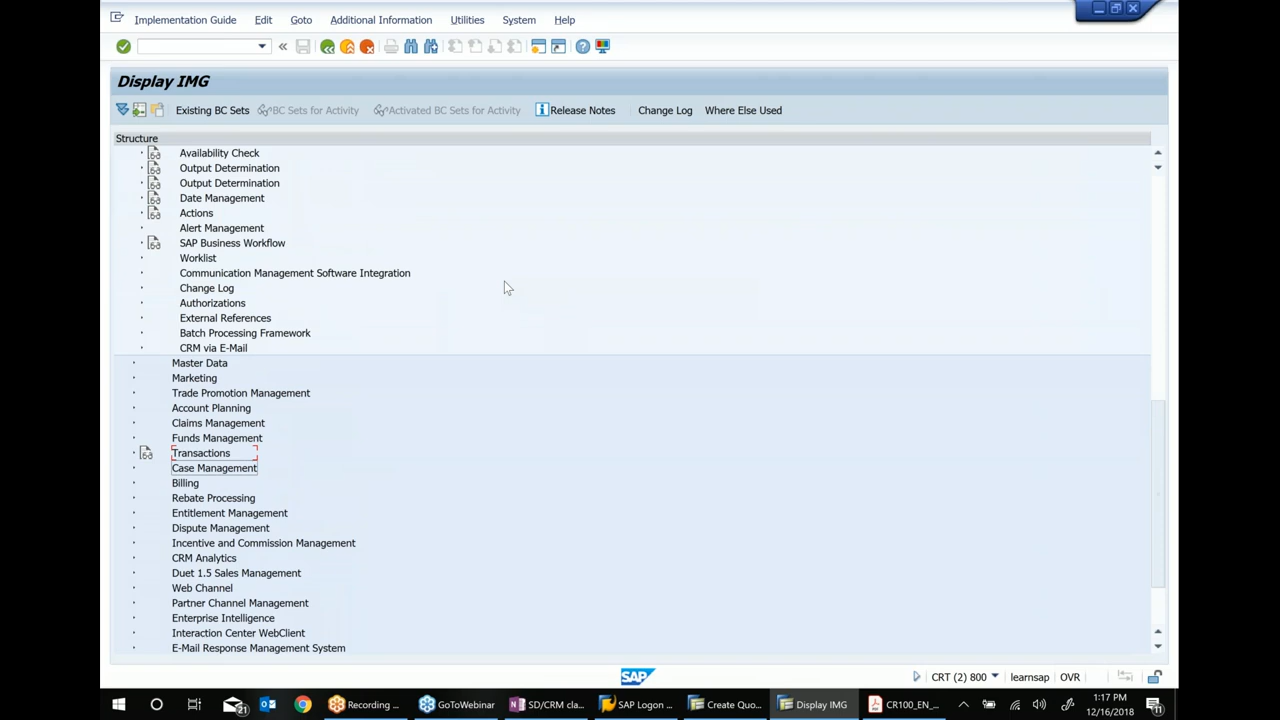 Implementation Guide Edit Goto Additional Information Utilities System Help
Display IMG
Existing BC Sets BC Sets for Activity Activated BC Sets for Activity Release Notes Change Log Where Else Used
Structure
Availability Check
Output Determination
Output Determination
Date Management
Actions
Alert Management
SAP Business Workflow
Worklist
Communication Management Software Integration
Change Log
Authorizations
External References
Batch Processing Framework
CRM via E-Mail
Master Data
Marketing
Trade Promotion Management
Account Planning
Claims Management
Funds Management
Transactions
Case Management
Billing
Rebate Processing
Entitlement Management
Dispute Management
Incentive and Commission Management
CRM Analytics
Duet 1.5 Sales Management
Web Channel
Partner Channel Management
Enterprise Intelligence
Interaction Center WebClient
E-Mail Response Management System
SAP CRT (2) 800 learnsap OVR
21 Recording ... GoToWebinar SD/CRM cla... SAP Logon ... Create Quo... Display IMG CR100_EN_... 1:17 PM
12/16/2018 11